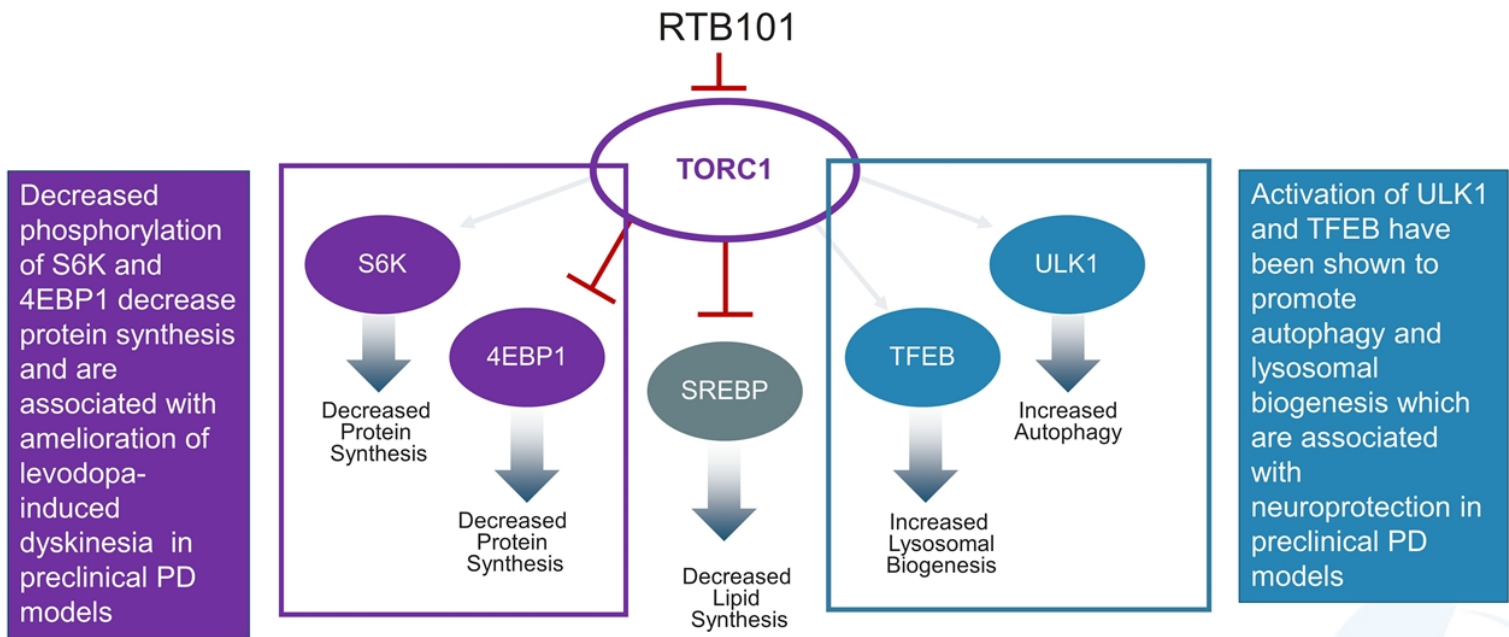 RTB101
TORC1
Decreased
phosphorylation
of S6K and
4EBP1 decrease
protein synthesis
and are
associated with
amelioration of
levodopa-
induced
dyskinesia in
preclinical PD
models
S6K
Decreased
Protein
Synthesis
4EBP1
Decreased
Protein
Synthesis
SREBP
Decreased
Lipid
Synthesis
TFEB
Increased
Lysosomal
Biogenesis
ULK1
Increased
Autophagy
Activation of ULK1
and TFEB have
been shown to
promote
autophagy and
lysosomal
biogenesis which
are associated
with
neuroprotection in
preclinical PD
models